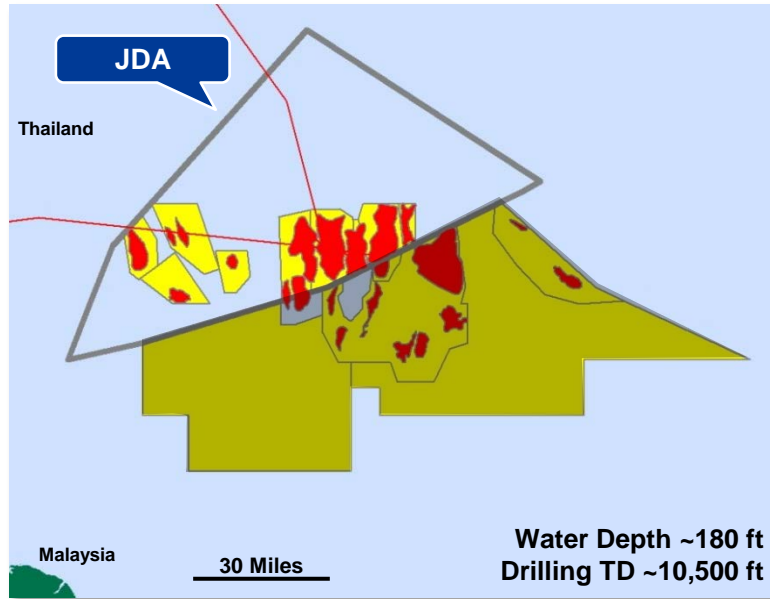 JDA
Thailand
Malaysia
30 Miles
Water Depth ~180 ft
Drilling TD ~10,500 ft